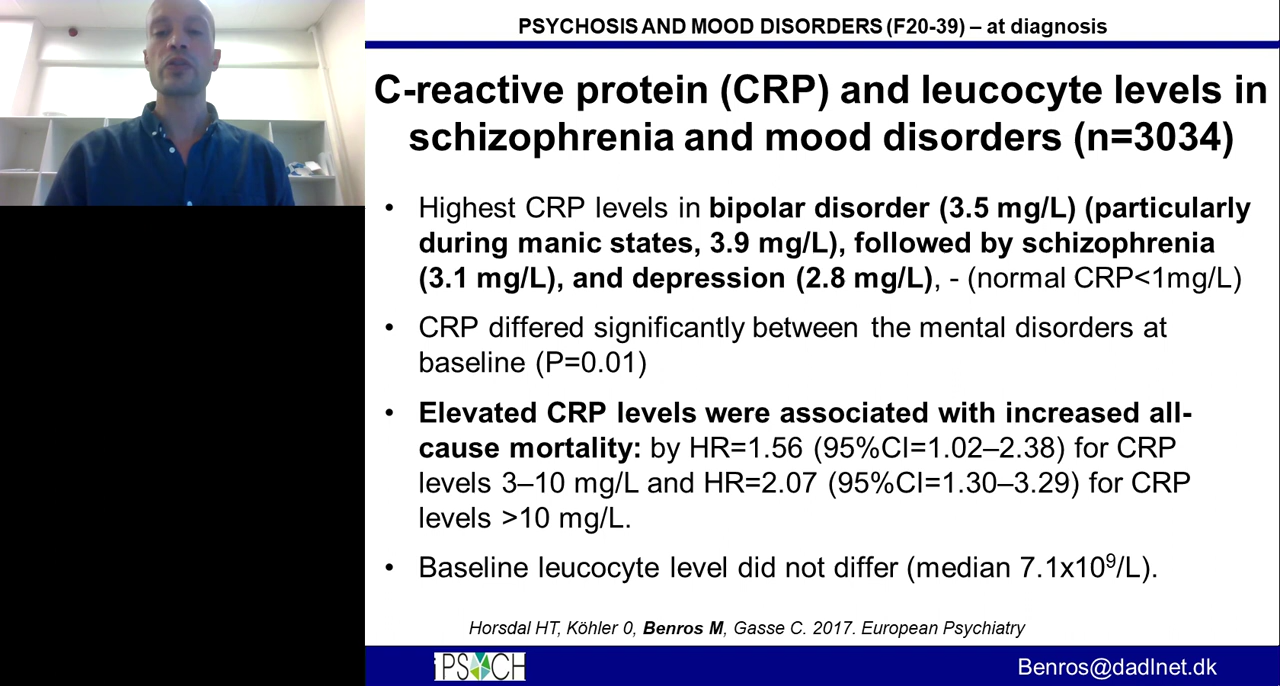 PSYCHOSIS AND MOOD DISORDERS (F20-39) – at diagnosis
C-reactive protein (CRP) and leucocyte levels in
schizophrenia and mood disorders (n=3034)
• Highest CRP levels in bipolar disorder (3.5 mg/L) (particularly
during manic states, 3.9 mg/L), followed by schizophrenia
(3.1 mg/L), and depression (2.8 mg/L), - (normal CRP<1mg/L)
• CRP differed significantly between the mental disorders at
baseline (P=0.01)
• Elevated CRP levels were associated with increased all-
cause mortality: by HR=1.56 (95%CI=1.02–2.38) for CRP
levels 3–10 mg/L and HR=2.07 (95%CI=1.30–3.29) for CRP
levels >10 mg/L.
• Baseline leucocyte level did not differ (median 7.1x10⁹/L).
Horsdal HT, Köhler 0, Benros M, Gasse C. 2017. European Psychiatry
iPSYCH
Benros@dadlnet.dk